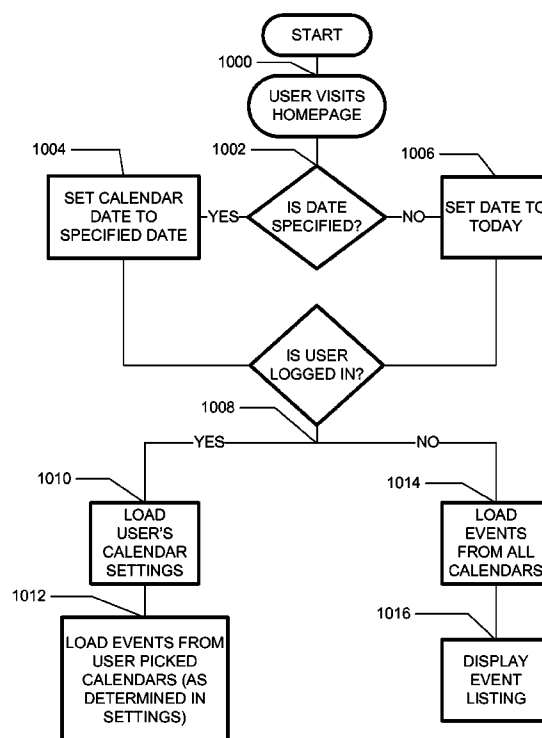 START
1000
USER VISITS
HOMEPAGE
1004
1002
1006
SET CALENDAR
DATE TO
SPECIFIED DATE
YES
IS DATE
SPECIFIED?
NO
SET DATE TO
TODAY
IS USER
LOGGED IN?
1008
YES
NO
1010
1014
LOAD
USER'S
CALENDAR
SETTINGS
LOAD
EVENTS
FROM ALL
CALENDARS
1012
1016
LOAD EVENTS FROM
USER PICKED
CALENDARS (AS
DETERMINED IN
SETTINGS)
DISPLAY
EVENT
LISTING